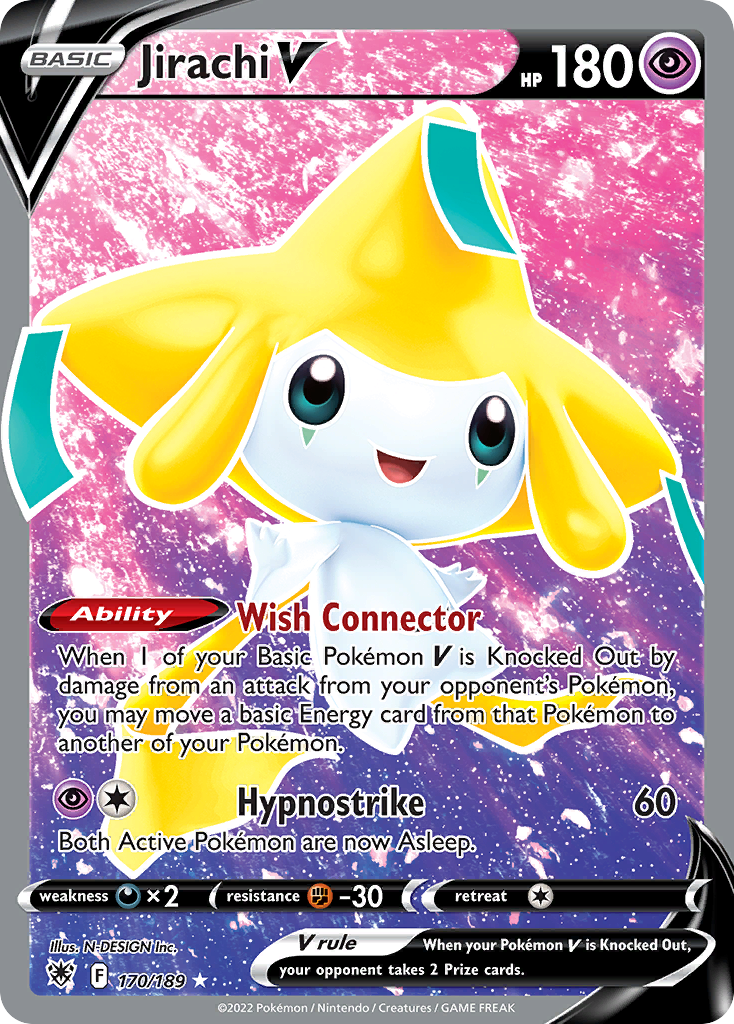 BASIC
Jirachi V
HP 180
Ability Wish Connector
When 1 of your Basic Pokémon V is Knocked Out by
damage from an attack from your opponent's Pokémon,
you may move a basic Energy card from that Pokémon to
another of your Pokémon.
Hypnostrike 60
Both Active Pokémon are now Asleep.
weakness ×2 resistance -30 retreat
Illus. N-DESIGN Inc.
F 170/189 ★
V rule When your Pokémon V is Knocked Out,
your opponent takes 2 Prize cards.
©2022 Pokémon / Nintendo / Creatures / GAME FREAK